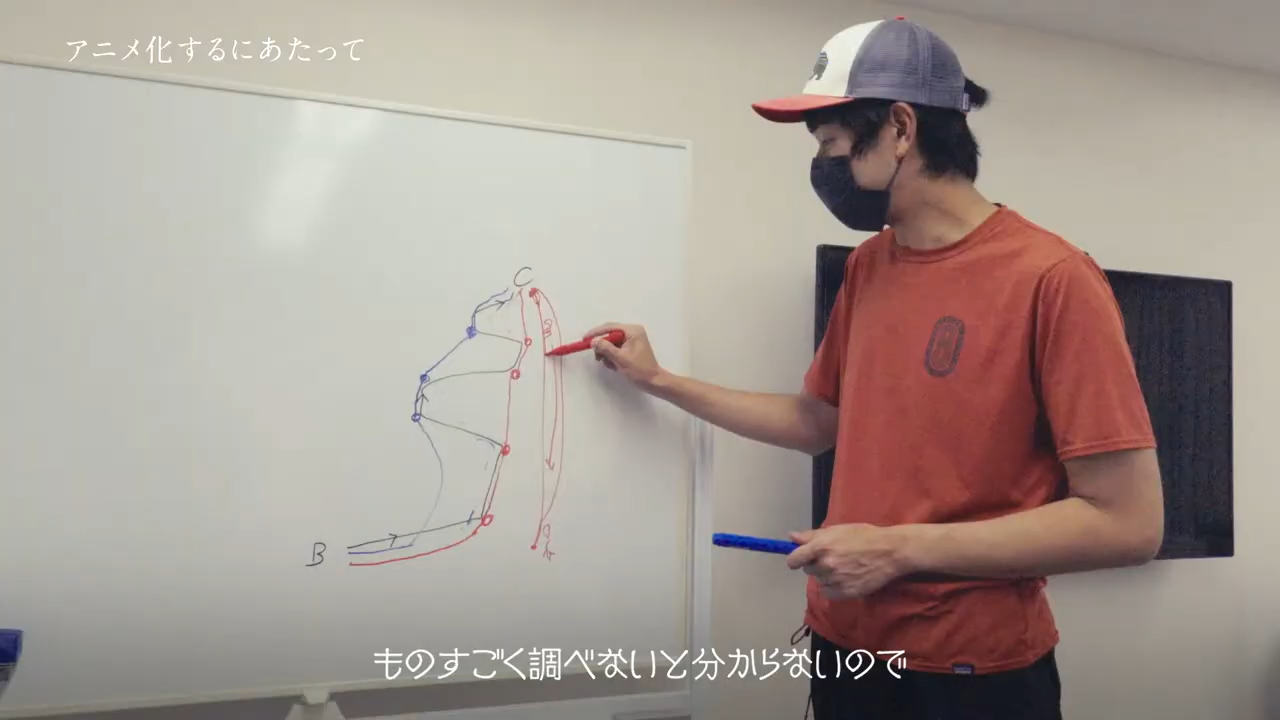 アニメ化するにあたって
C
B
ものすごく調べないと分からないので